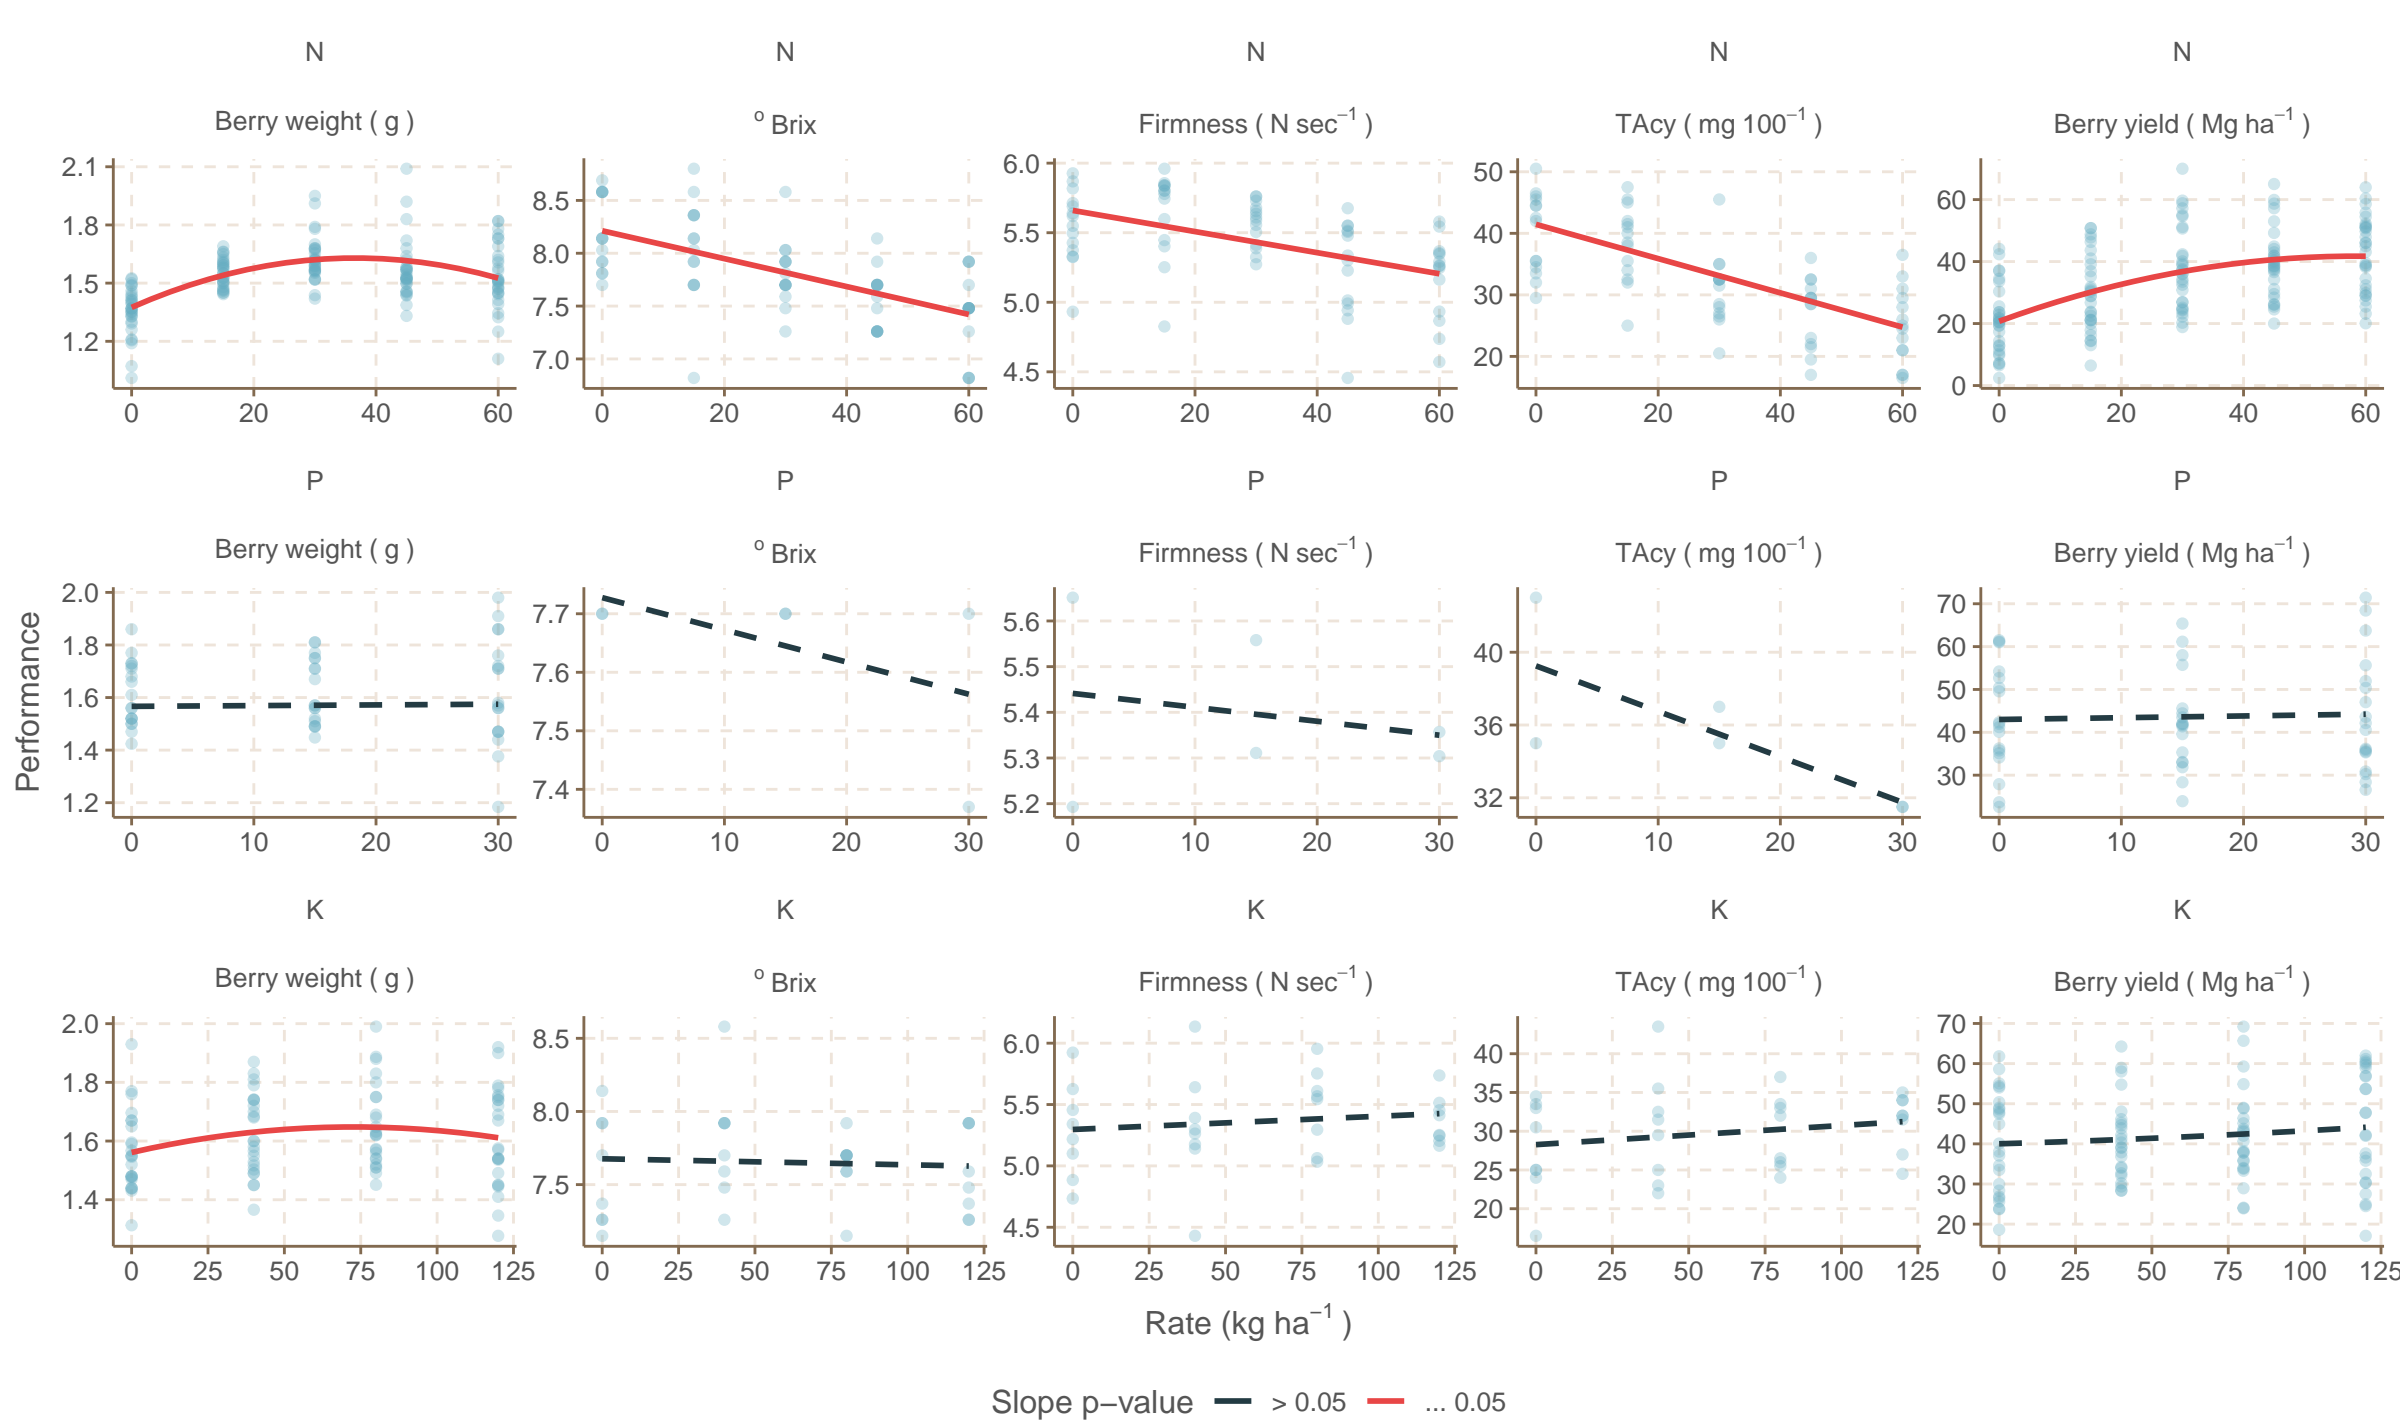 N N N N N
Berry weight ( g ) o Brix Firmness ( N sec−1 ) TAcy ( mg 100−1 ) Berry yield ( Mg ha−1 )
2.1 1.8 1.5 1.2
8.5 8.0 7.5 7.0
6.0 5.5 5.0 4.5
50 40 30 20
60 40 20 0
0 20 40 60 0 20 40 60 0 20 40 60 0 20 40 60 0 20 40 60
P P P P P
Berry weight ( g ) o Brix Firmness ( N sec−1 ) TAcy ( mg 100−1 ) Berry yield ( Mg ha−1 )
Performance
2.0 1.8 1.6 1.4 1.2
7.7 7.6 7.5 7.4
5.6 5.5 5.4 5.3 5.2
40 36 32
70 60 50 40 30
0 10 20 30 0 10 20 30 0 10 20 30 0 10 20 30 0 10 20 30
K K K K K
Berry weight ( g ) o Brix Firmness ( N sec−1 ) TAcy ( mg 100−1 ) Berry yield ( Mg ha−1 )
2.0 1.8 1.6 1.4
8.5 8.0 7.5
6.0 5.5 5.0 4.5
40 35 30 25 20
70 60 50 40 30 20
0 25 50 75 100 125 0 25 50 75 100 125 0 25 50 75 100 125 0 25 50 75 100 125 0 25 50 75 100 125
Rate (kg ha−1 )
Slope p−value > 0.05 ... 0.05